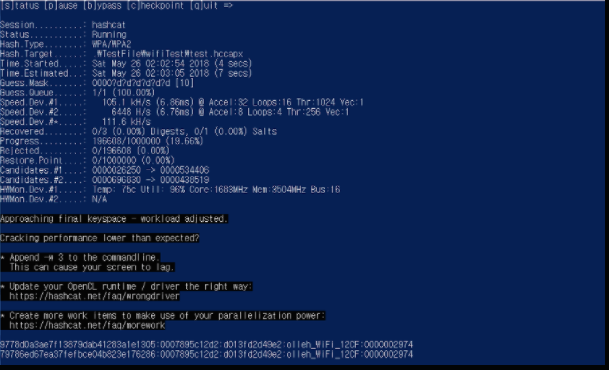 [s]tatus [p]ause [b]ypass [c]heckpoint [q]uit =>
Session..........: hashcat
Status...........: Running
Hash.Type........: WPA/WPA2
Hash.Target......: .₩TestFile₩wifiTest₩test.hccapx
Time.Started.....: Sat May 26 02:02:54 2018 (4 secs)
Time.Estimated...: Sat May 26 02:03:05 2018 (7 secs)
Guess.Mask.......: 0000?d?d?d?d?d?d [10]
Guess.Queue......: 1/1 (100.00%)
Speed.Dev.#1.....:   105.1 kH/s (6.86ms) @ Accel:32 Loops:16 Thr:1024 Vec:1
Speed.Dev.#2.....:     6448 H/s (6.76ms) @ Accel:8 Loops:4 Thr:256 Vec:1
Speed.Dev.#*.....:   111.6 kH/s
Recovered........: 0/3 (0.00%) Digests, 0/1 (0.00%) Salts
Progress.........: 196608/1000000 (19.66%)
Rejected.........: 0/196608 (0.00%)
Restore.Point....: 0/1000000 (0.00%)
Candidates.#1....: 0000026250 -> 0000534406
Candidates.#2....: 0000696830 -> 0000438519
HWMon.Dev.#1.....: Temp: 75c Util: 96% Core:1683MHz Mem:3504MHz Bus:16
HWMon.Dev.#2.....: N/A
Approaching final keyspace - workload adjusted.
Cracking performance lower than expected?
* Append -w 3 to the commandline.
This can cause your screen to lag.
* Update your OpenCL runtime / driver the right way:
https://hashcat.net/faq/wrongdriver
* Create more work items to make use of your parallelization power:
https://hashcat.net/faq/morework
9778d0a3ae7f13879dab41283a1e1305:0007895c12d2:d013fd2d49e2:olleh_WiFi_12CF:0000002974
79786ed67ea37fefbce04b823e176286:0007895c12d2:d013fd2d49e2:olleh_WiFi_12CF:0000002974